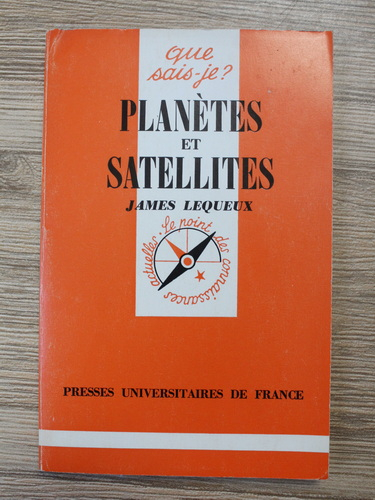 que
sais-je?
PLANÈTES
ET
SATELLITES
JAMES LEQUEUX
Le point des connaissances actuelles.
PRESSES UNIVERSITAIRES DE FRANCE